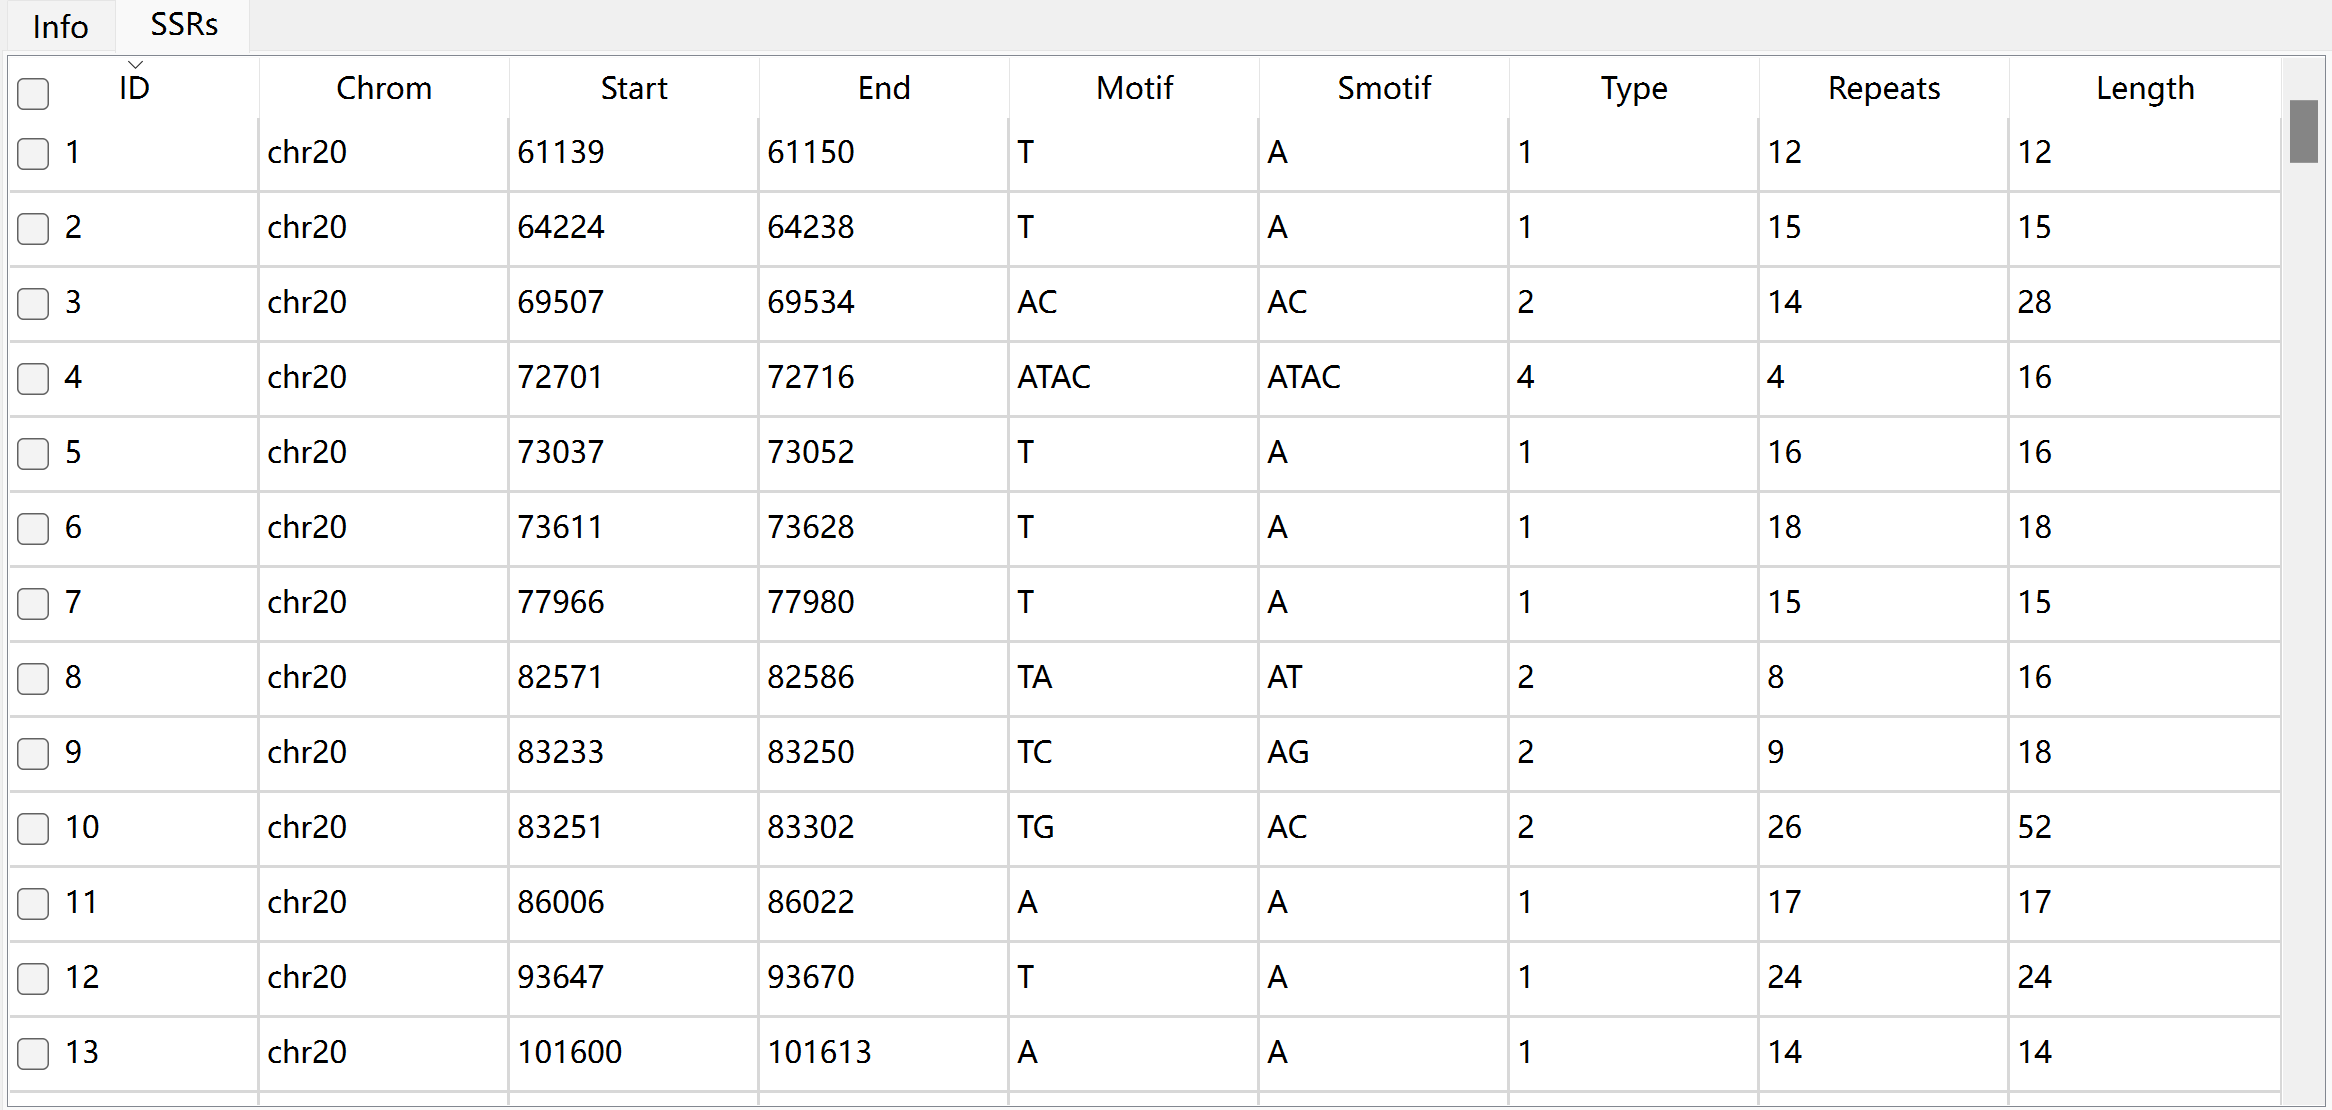 Info SSRs
ID Chrom Start End Motif Smotif Type Repeats Length
1 chr20 61139 61150 T A 1 12 12
2 chr20 64224 64238 T A 1 15 15
3 chr20 69507 69534 AC AC 2 14 28
4 chr20 72701 72716 ATAC ATAC 4 4 16
5 chr20 73037 73052 T A 1 16 16
6 chr20 73611 73628 T A 1 18 18
7 chr20 77966 77980 T A 1 15 15
8 chr20 82571 82586 TA AT 2 8 16
9 chr20 83233 83250 TC AG 2 9 18
10 chr20 83251 83302 TG AC 2 26 52
11 chr20 86006 86022 A A 1 17 17
12 chr20 93647 93670 T A 1 24 24
13 chr20 101600 101613 A A 1 14 14